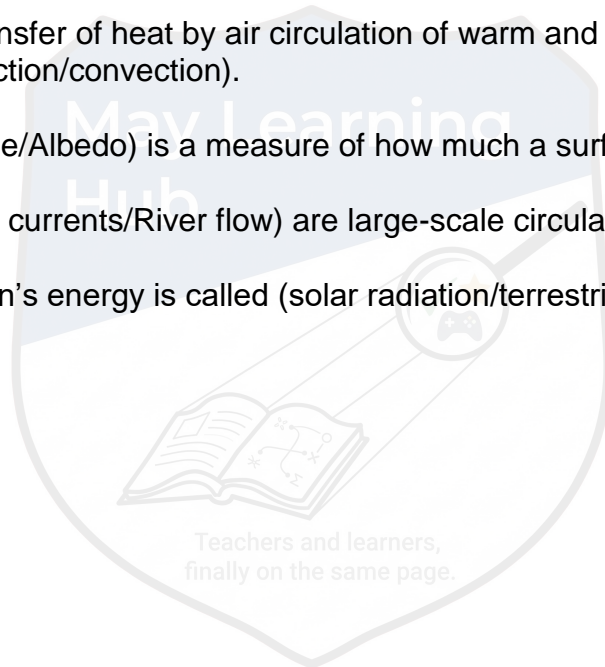 nsfer of heat by air circulation of warm and
ction/convection).
e/Albedo) is a measure of how much a surf
currents/River flow) are large-scale circula
n’s energy is called (solar radiation/terrestri
May Learning
Hub
Teachers and learners,
finally on the same page.